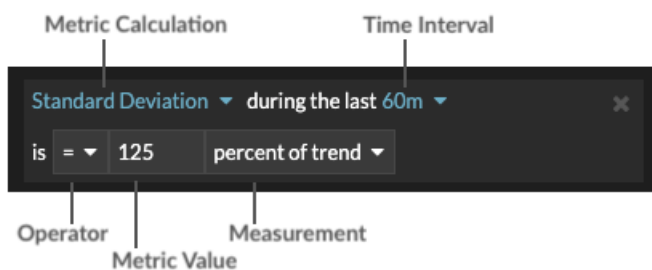 Metric Calculation Time Interval
Standard Deviation during the last 60m
is = 125 percent of trend
Operator Measurement
Metric Value